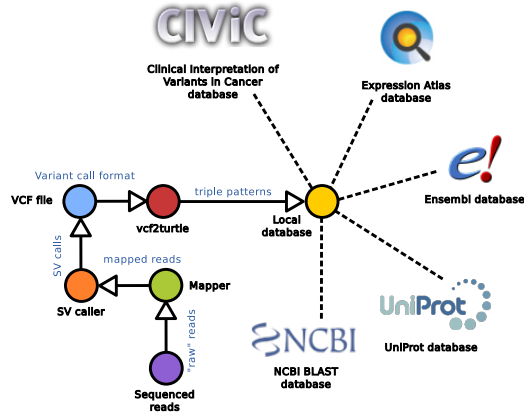 CIViC
Clinical Interpretation of
Variants in Cancer
database
Expression Atlas
database
e!
Ensembl database
Variant call format
VCF file
triple patterns
vcf2turtle
Local
database
SV calls
mapped reads
SV caller
Mapper
"raw" reads
Sequenced
reads
UniProt
UniProt database
NCBI
NCBI BLAST
database